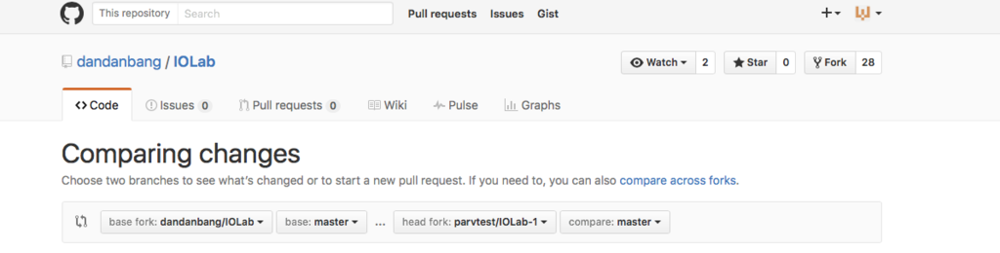 This repository Search Pull requests Issues Gist
dandanbang / IOLab Watch 2 Star 0 Fork 28
Code Issues 0 Pull requests 0 Wiki Pulse Graphs
Comparing changes
Choose two branches to see what's changed or to start a new pull request. If you need to, you can also compare across forks.
base fork: dandanbang/IOLab base: master ... head fork: parvtest/IOLab-1 compare: master